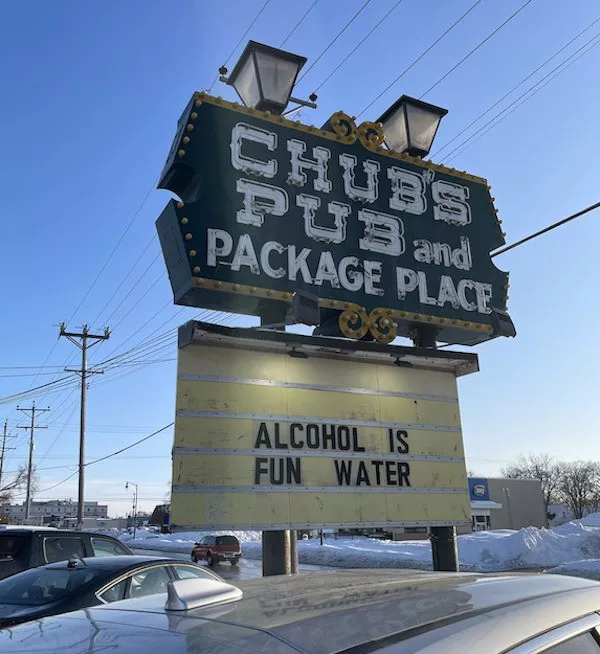 CHUB'S
PUB and
PACKAGE PLACE
ALCOHOL IS
FUN WATER